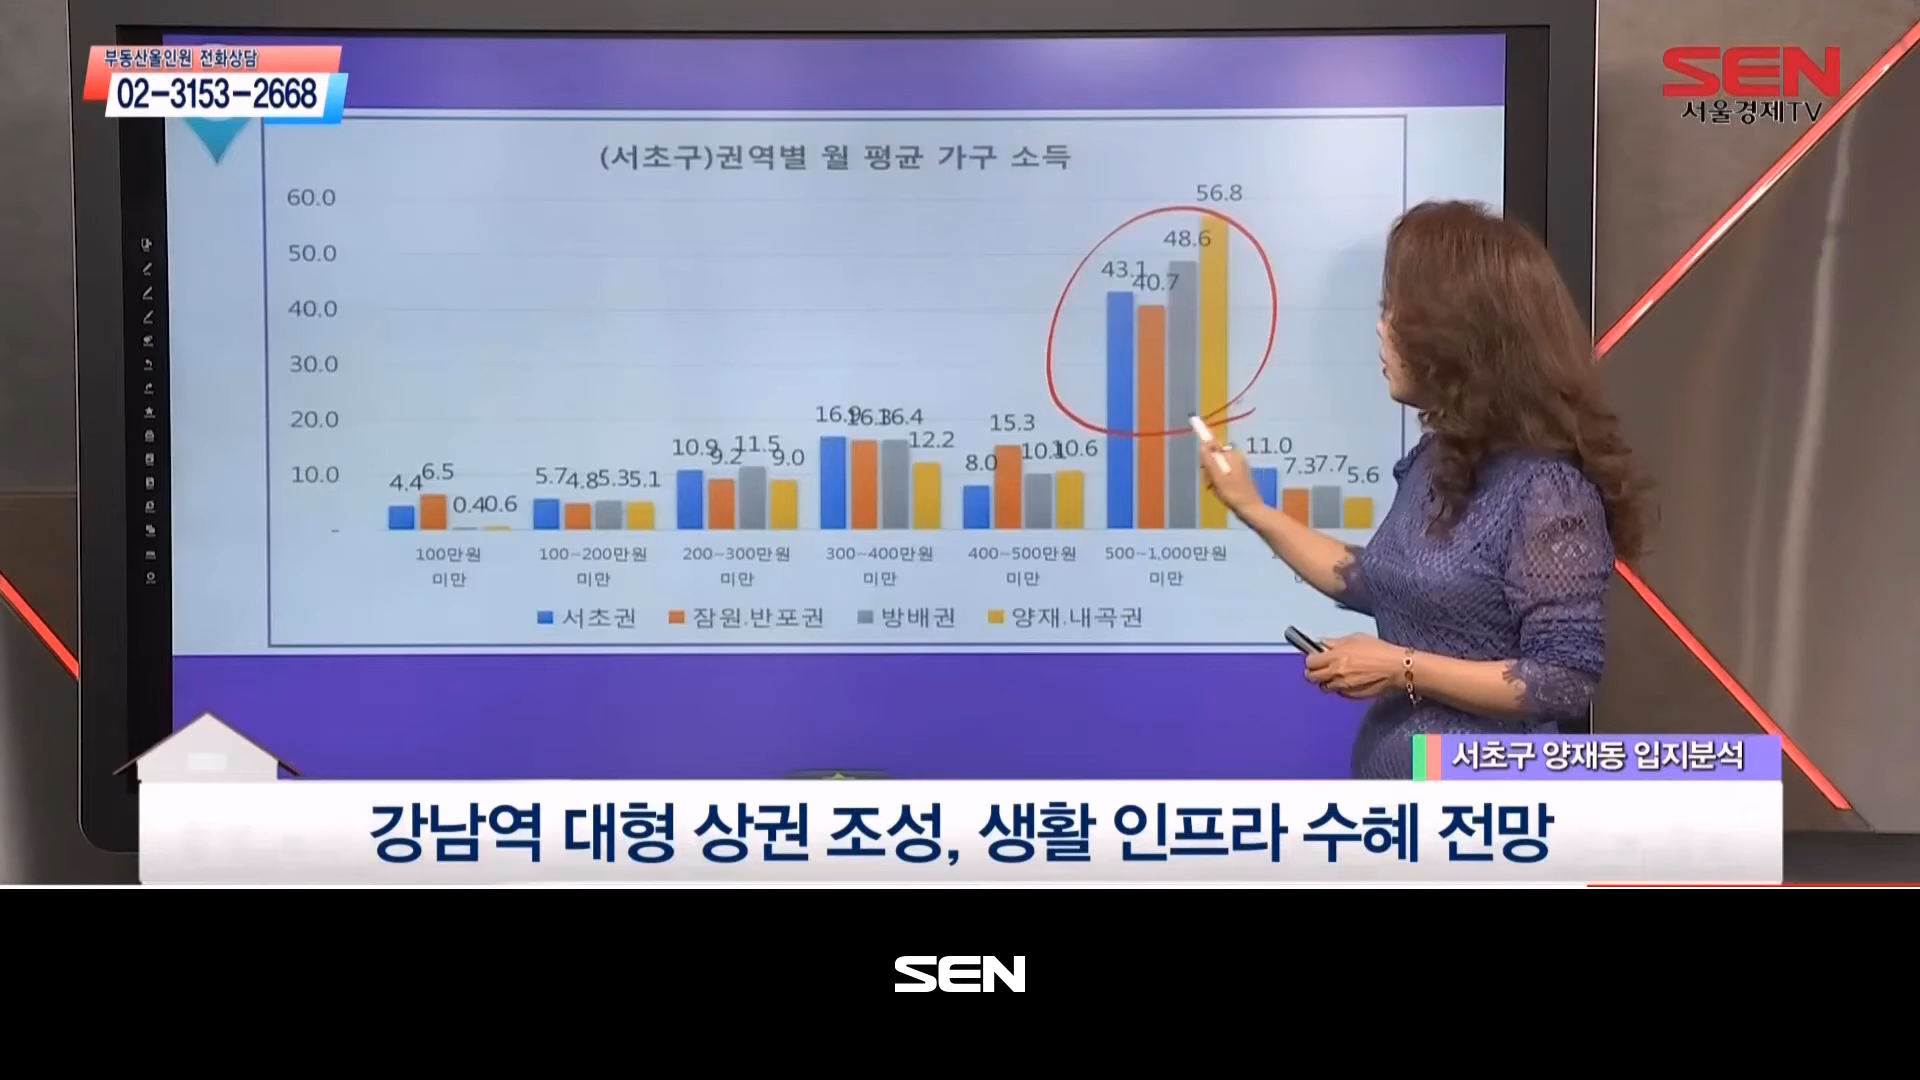 부동산올인원 전화상담
02-3153-2668
SEN
서울경제TV
(서초구)권역별 월 평균 가구 소득
60.0
50.0
40.0
30.0
20.0
10.0
-
4.4 6.5 0.4 0.6
5.7 4.8 5.3 5.1
10.9 9.2 11.5 9.0
16.9 16.3 16.4 12.2
8.0 15.3 10.1 10.6
43.1 40.7 48.6 56.8
11.0 7.3 7.7 5.6
100만원 미만
100~200만원 미만
200~300만원 미만
300~400만원 미만
400~500만원 미만
500~1,000만원 미만
서초권 잠원.반포권 방배권 양재.내곡권
서초구 양재동 입지분석
강남역 대형 상권 조성, 생활 인프라 수혜 전망
SEN